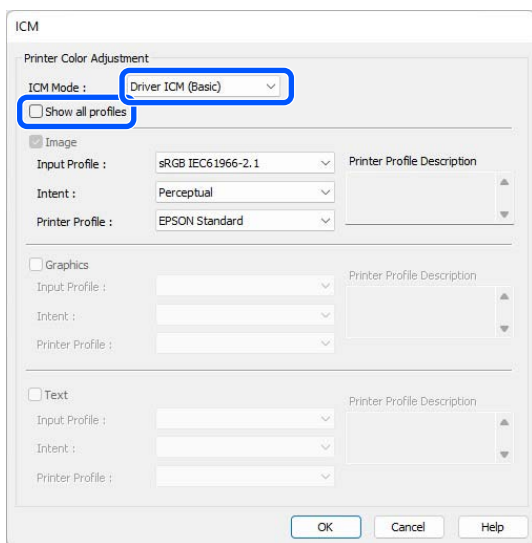 ICM
Printer Color Adjustment
ICM Mode : Driver ICM (Basic)
Show all profiles
Image
Input Profile : sRGB IEC61966-2.1 Printer Profile Description
Intent : Perceptual
Printer Profile : EPSON Standard
Graphics
Input Profile : Printer Profile Description
Intent :
Printer Profile :
Text
Input Profile : Printer Profile Description
Intent :
Printer Profile :
OK Cancel Help